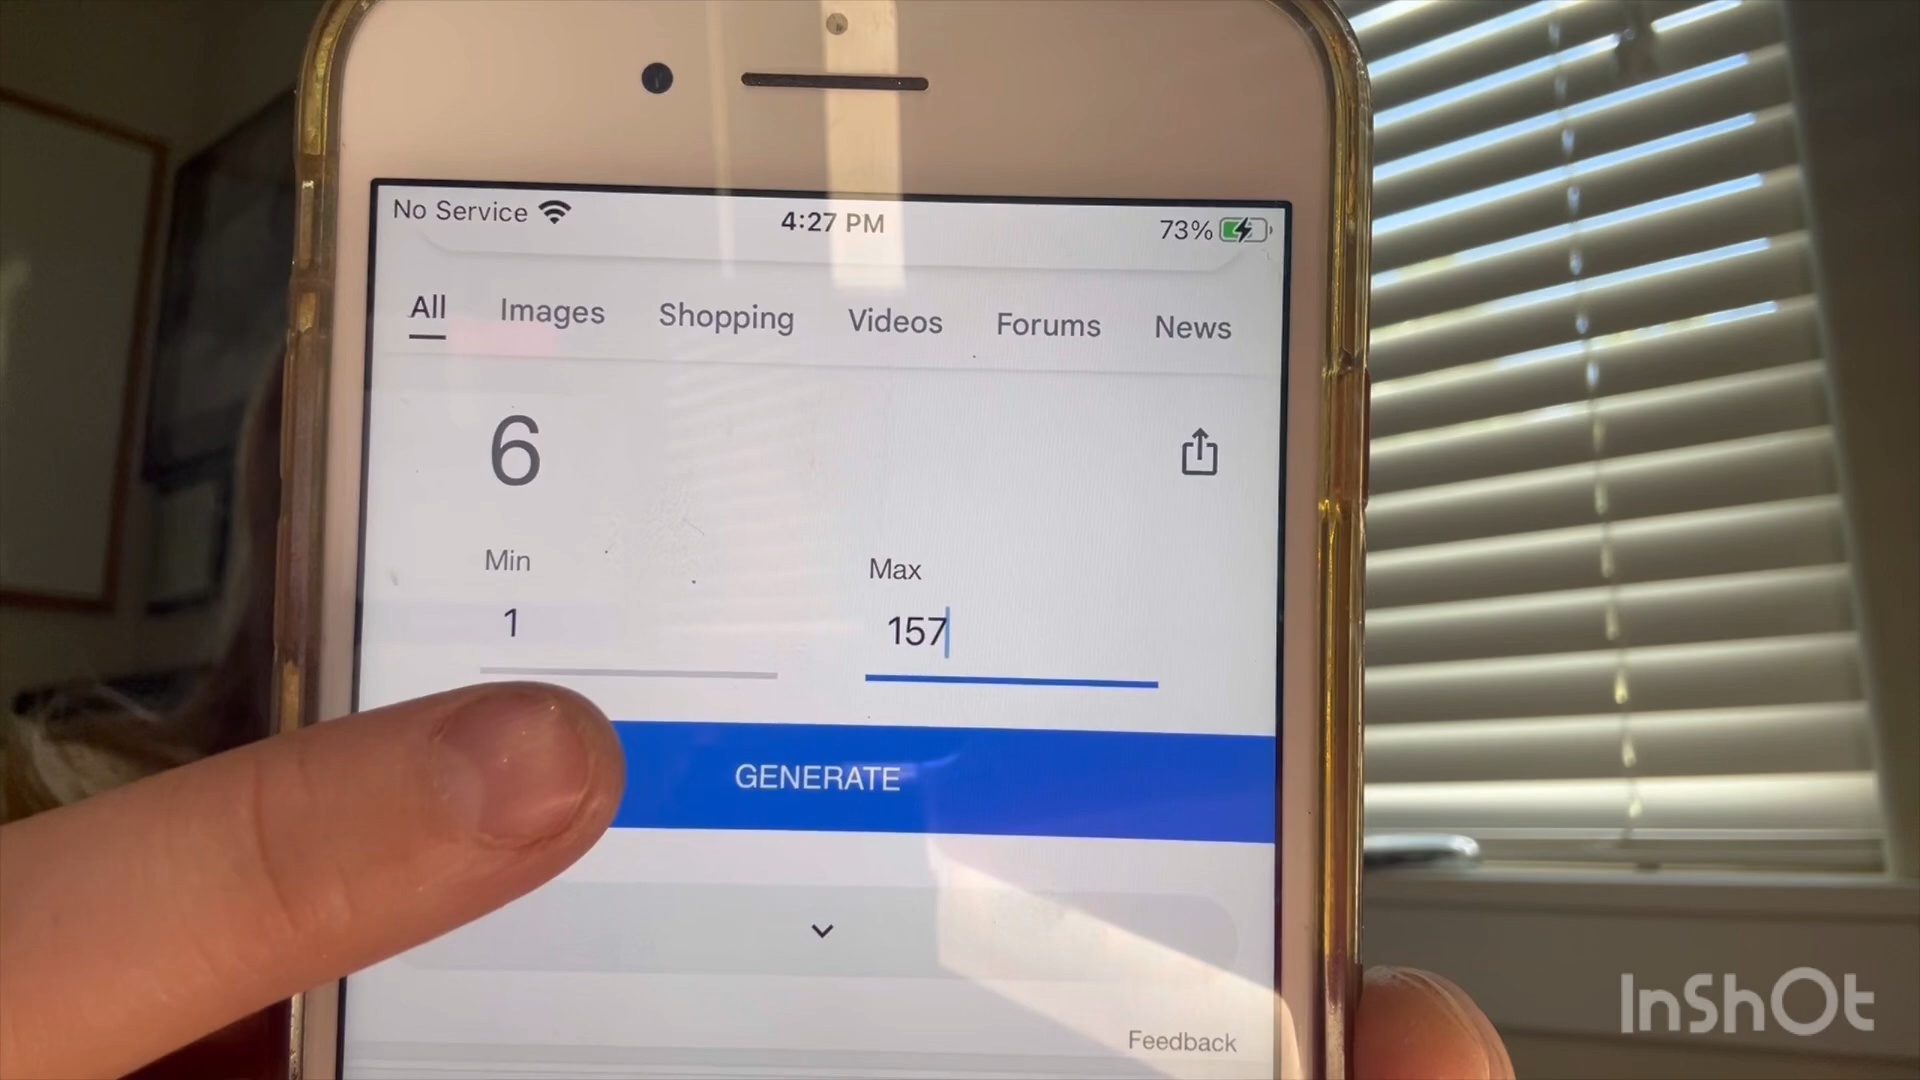 No Service 4:27 PM 73%
All Images Shopping Videos Forums News
6
Min Max
1 157
GENERATE
Feedback
InShOt